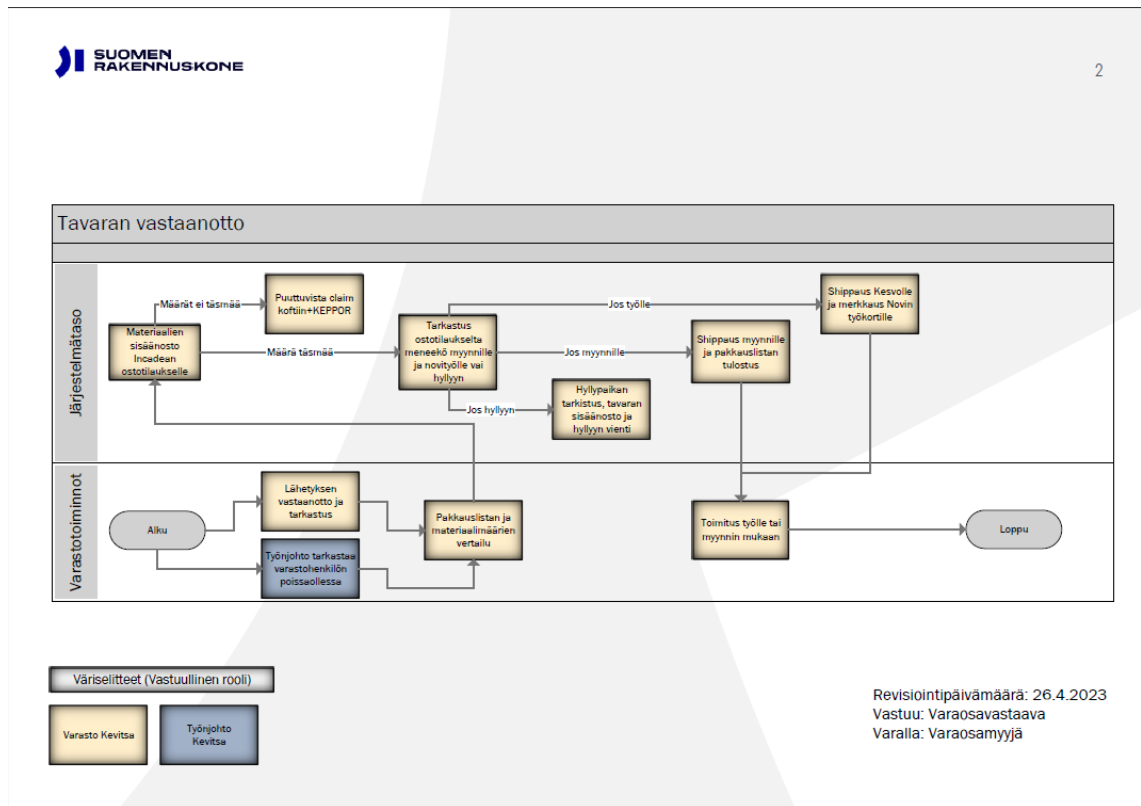 SUOMEN
RAKENNUSKONE
2
Tavaran vastaanotto
Järjestelmätaso
Määrät ei täsmää
Puuttuvista claim
koftiin+KEPPOR
Materiaalien
sisäänosto
Incadean
ostotilaukselle
Määrä täsmää
Tarkastus
ostotilaukselta
meneekö myynnille
ja novityölle vai
hyllyyn
Jos työlle
Shippaus Kesvolle
ja merkkaus Novin
työkortille
Jos myynnille
Shippaus myynnille
ja pakkauslistan
tulostus
Jos hyllyyn
Hyllypaikan
tarkistus, tavaran
sisäänosto ja
hyllyyn vienti
Varastotoiminnot
Alku
Lähetyksen
vastaanotto ja
tarkastus
Työnjohto tarkastaa
varastohenkilön
poissaollessa
Pakkauslistan ja
materiaalimäärien
vertailu
Toimitus työlle tai
myynnin mukaan
Loppu
Väriselitteet (Vastuullinen rooli)
Varasto Kevitsa
Työnjohto
Kevitsa
Revisiointipäivämäärä: 26.4.2023
Vastuu: Varaosavastaava
Varalla: Varaosamyyjä